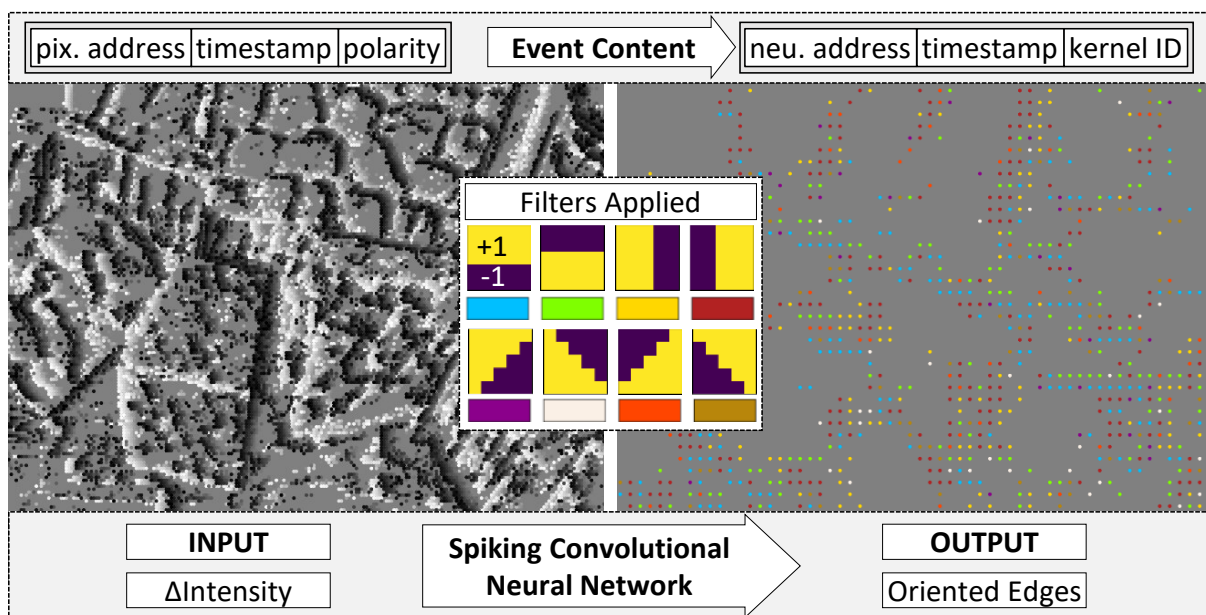 pix. address timestamp polarity
Event Content
neu. address timestamp kernel ID
Filters Applied
+1
-1
INPUT
ΔIntensity
Spiking Convolutional
Neural Network
OUTPUT
Oriented Edges